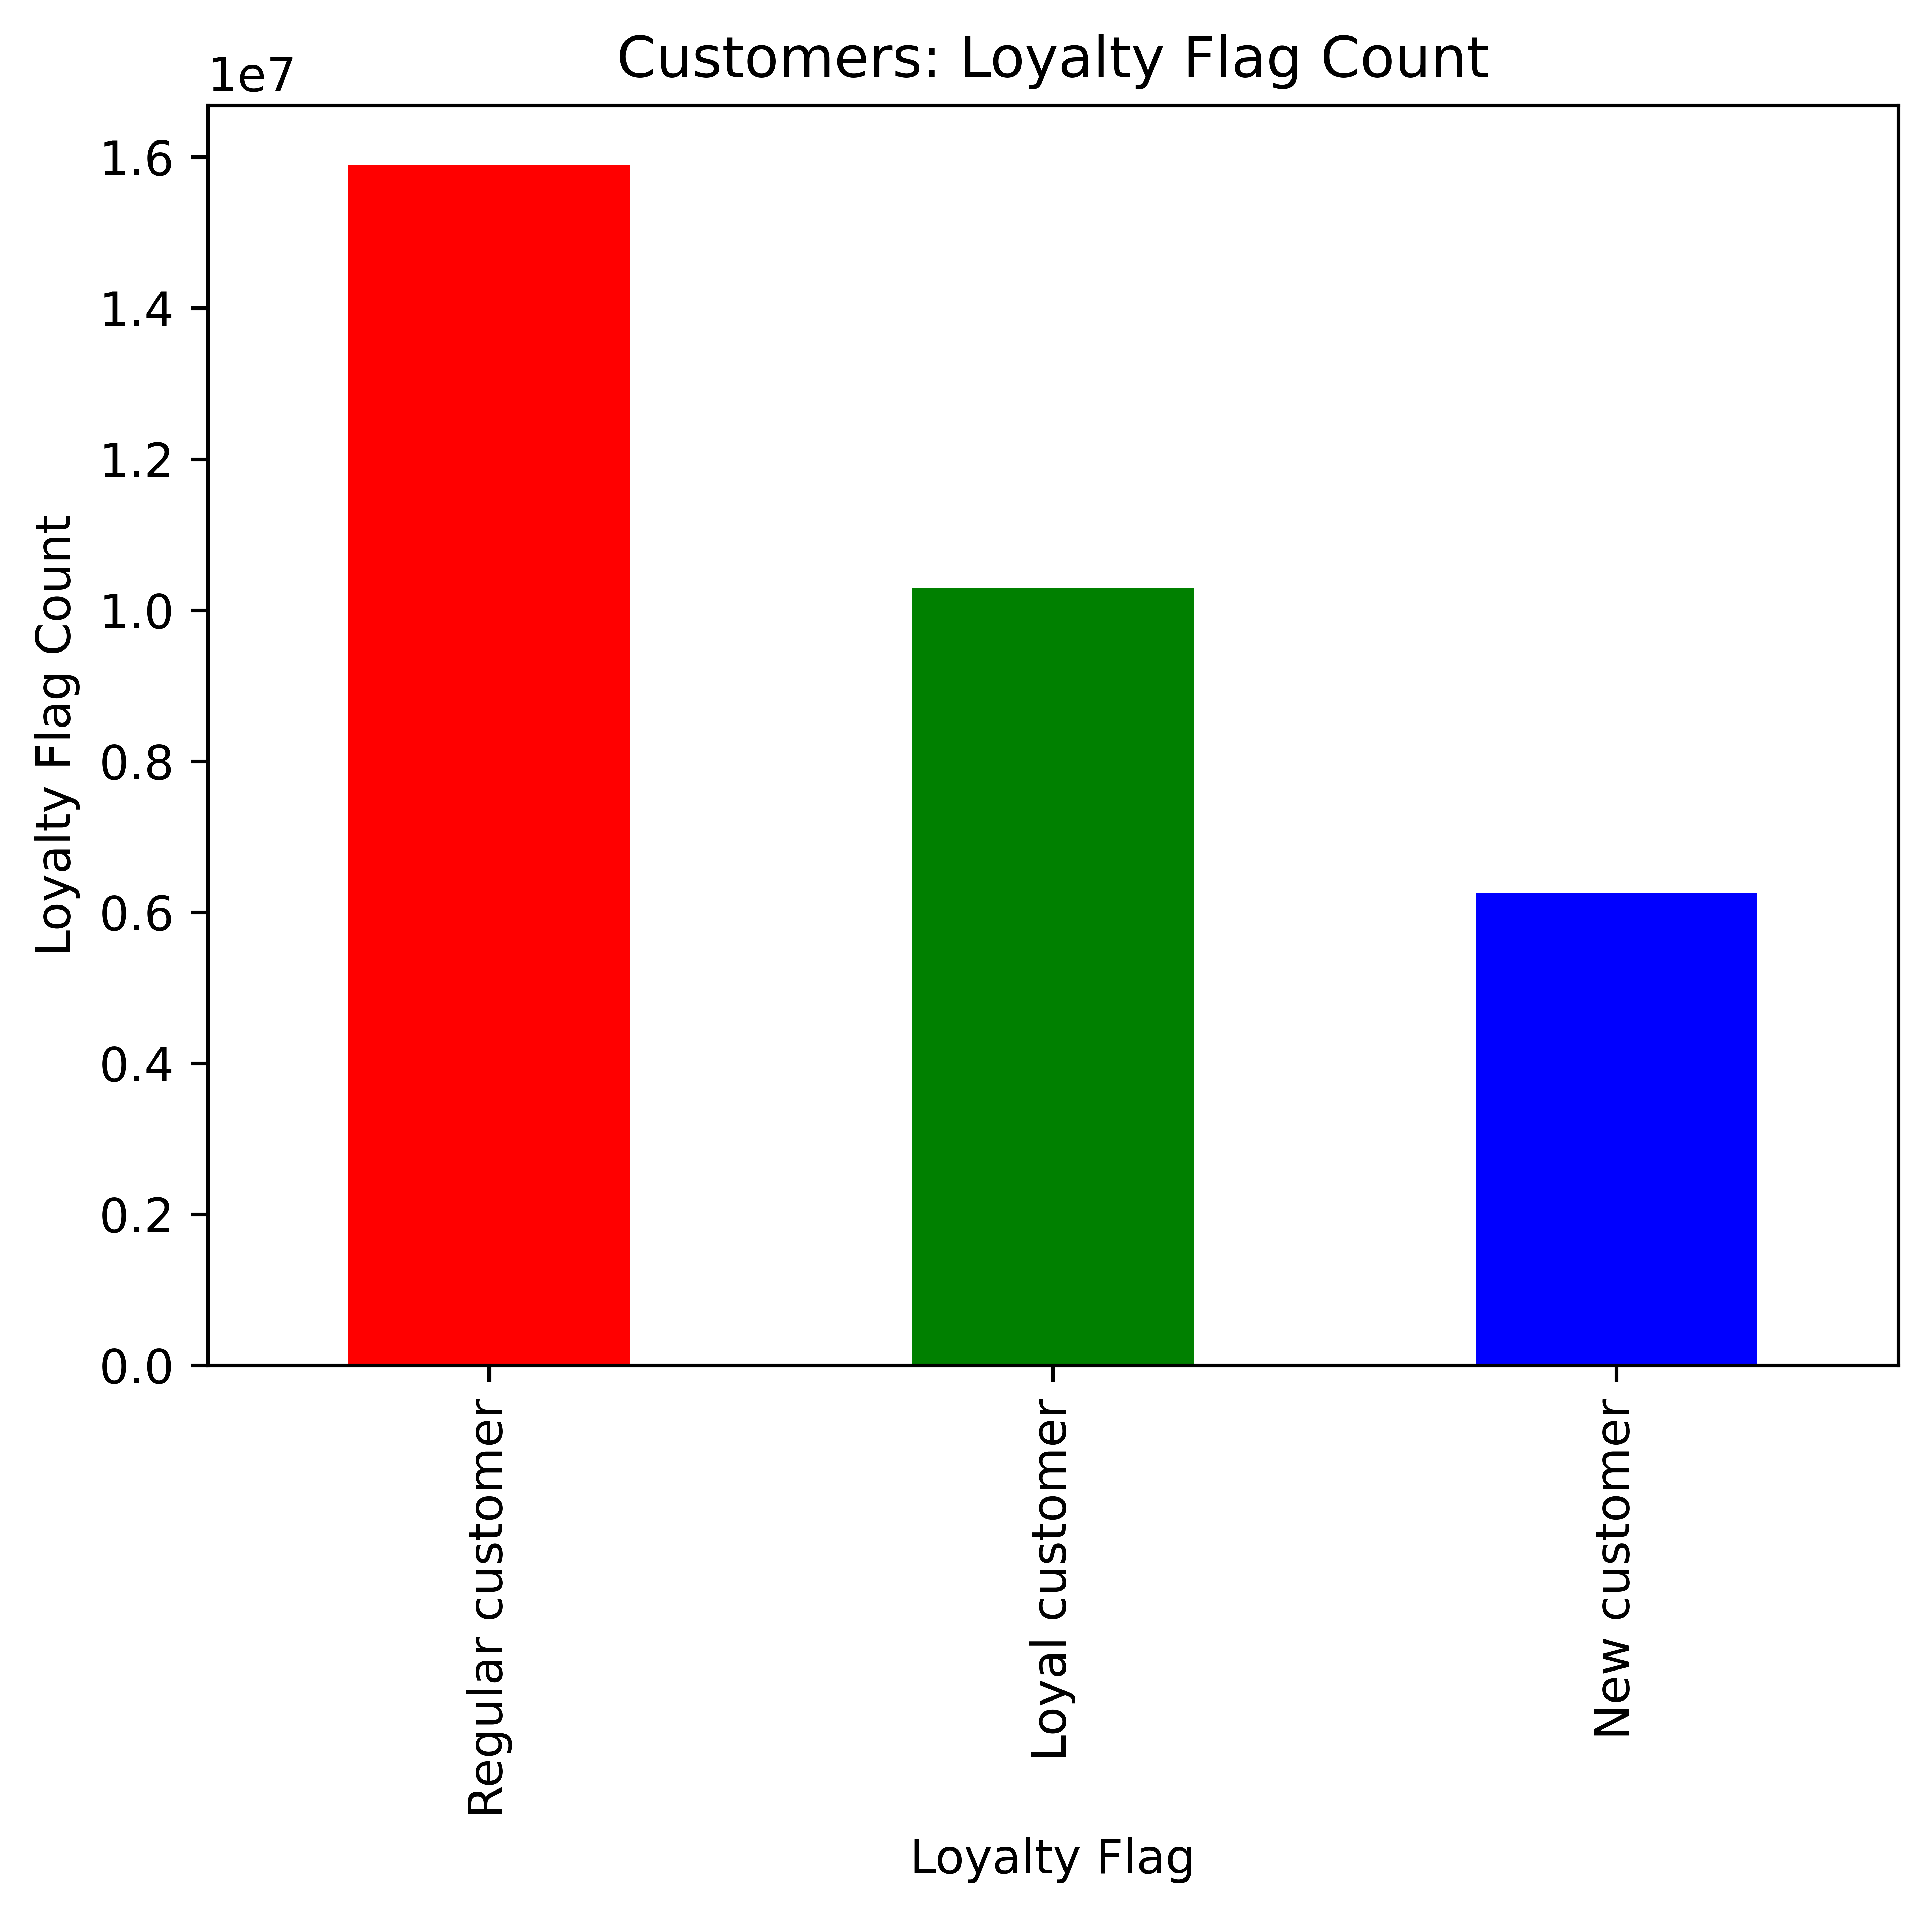 Customers: Loyalty Flag Count
1e7
1.6
1.4
1.2
1.0
0.8
0.6
0.4
0.2
0.0
Loyalty Flag Count
Regular customer
Loyal customer
New customer
Loyalty Flag